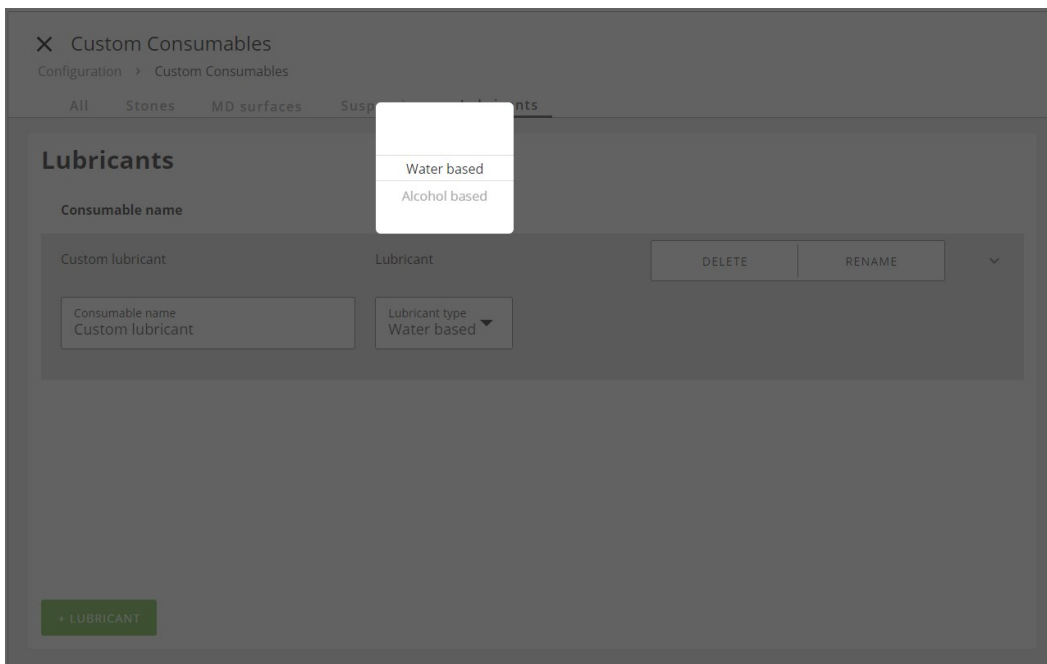 Custom Consumables
Configuration > Custom Consumables
All Stones MD surfaces
Lubricants
Water based
Alcohol based
Consumable name
Custom lubricant Lubricant DELETE RENAME
Consumable name Lubricant type
Custom lubricant Water based
+ LUBRICANT